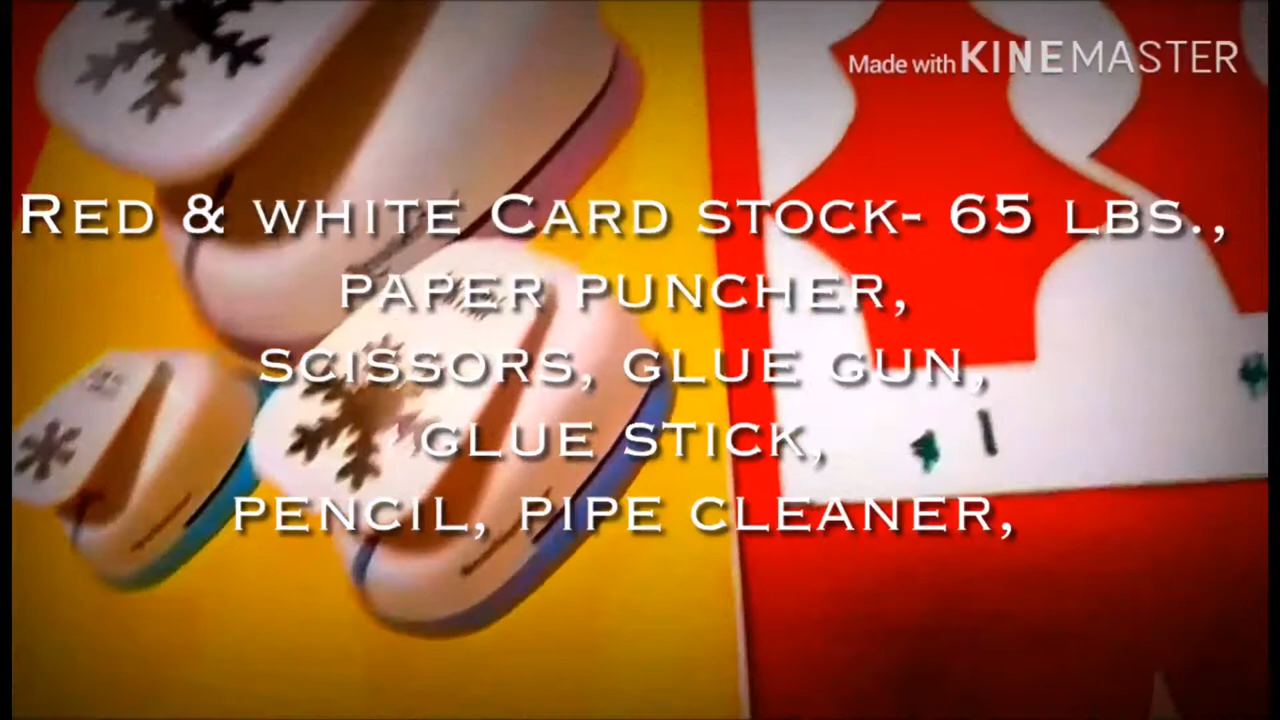 Made with KINEMASTER
RED & WHITE CARD STOCK- 65 LBS.,
PAPER PUNCHER,
SCISSORS, GLUE GUN,
GLUE STICK,
PENCIL, PIPE CLEANER,
1